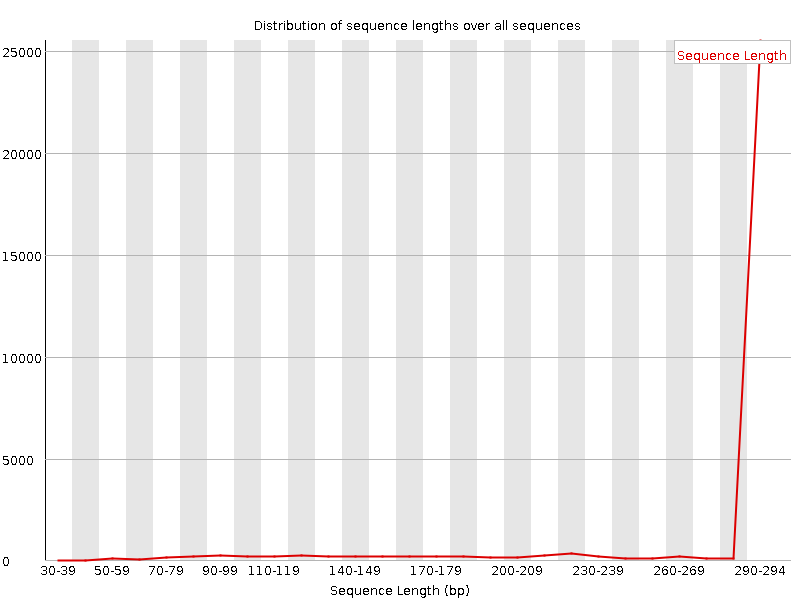 Distribution of sequence lengths over all sequences
Sequence Length
25000
20000
15000
10000
5000
0
30-39 50-59 70-79 90-99 110-119 140-149 170-179 200-209 230-239 260-269 290-294
Sequence Length (bp)